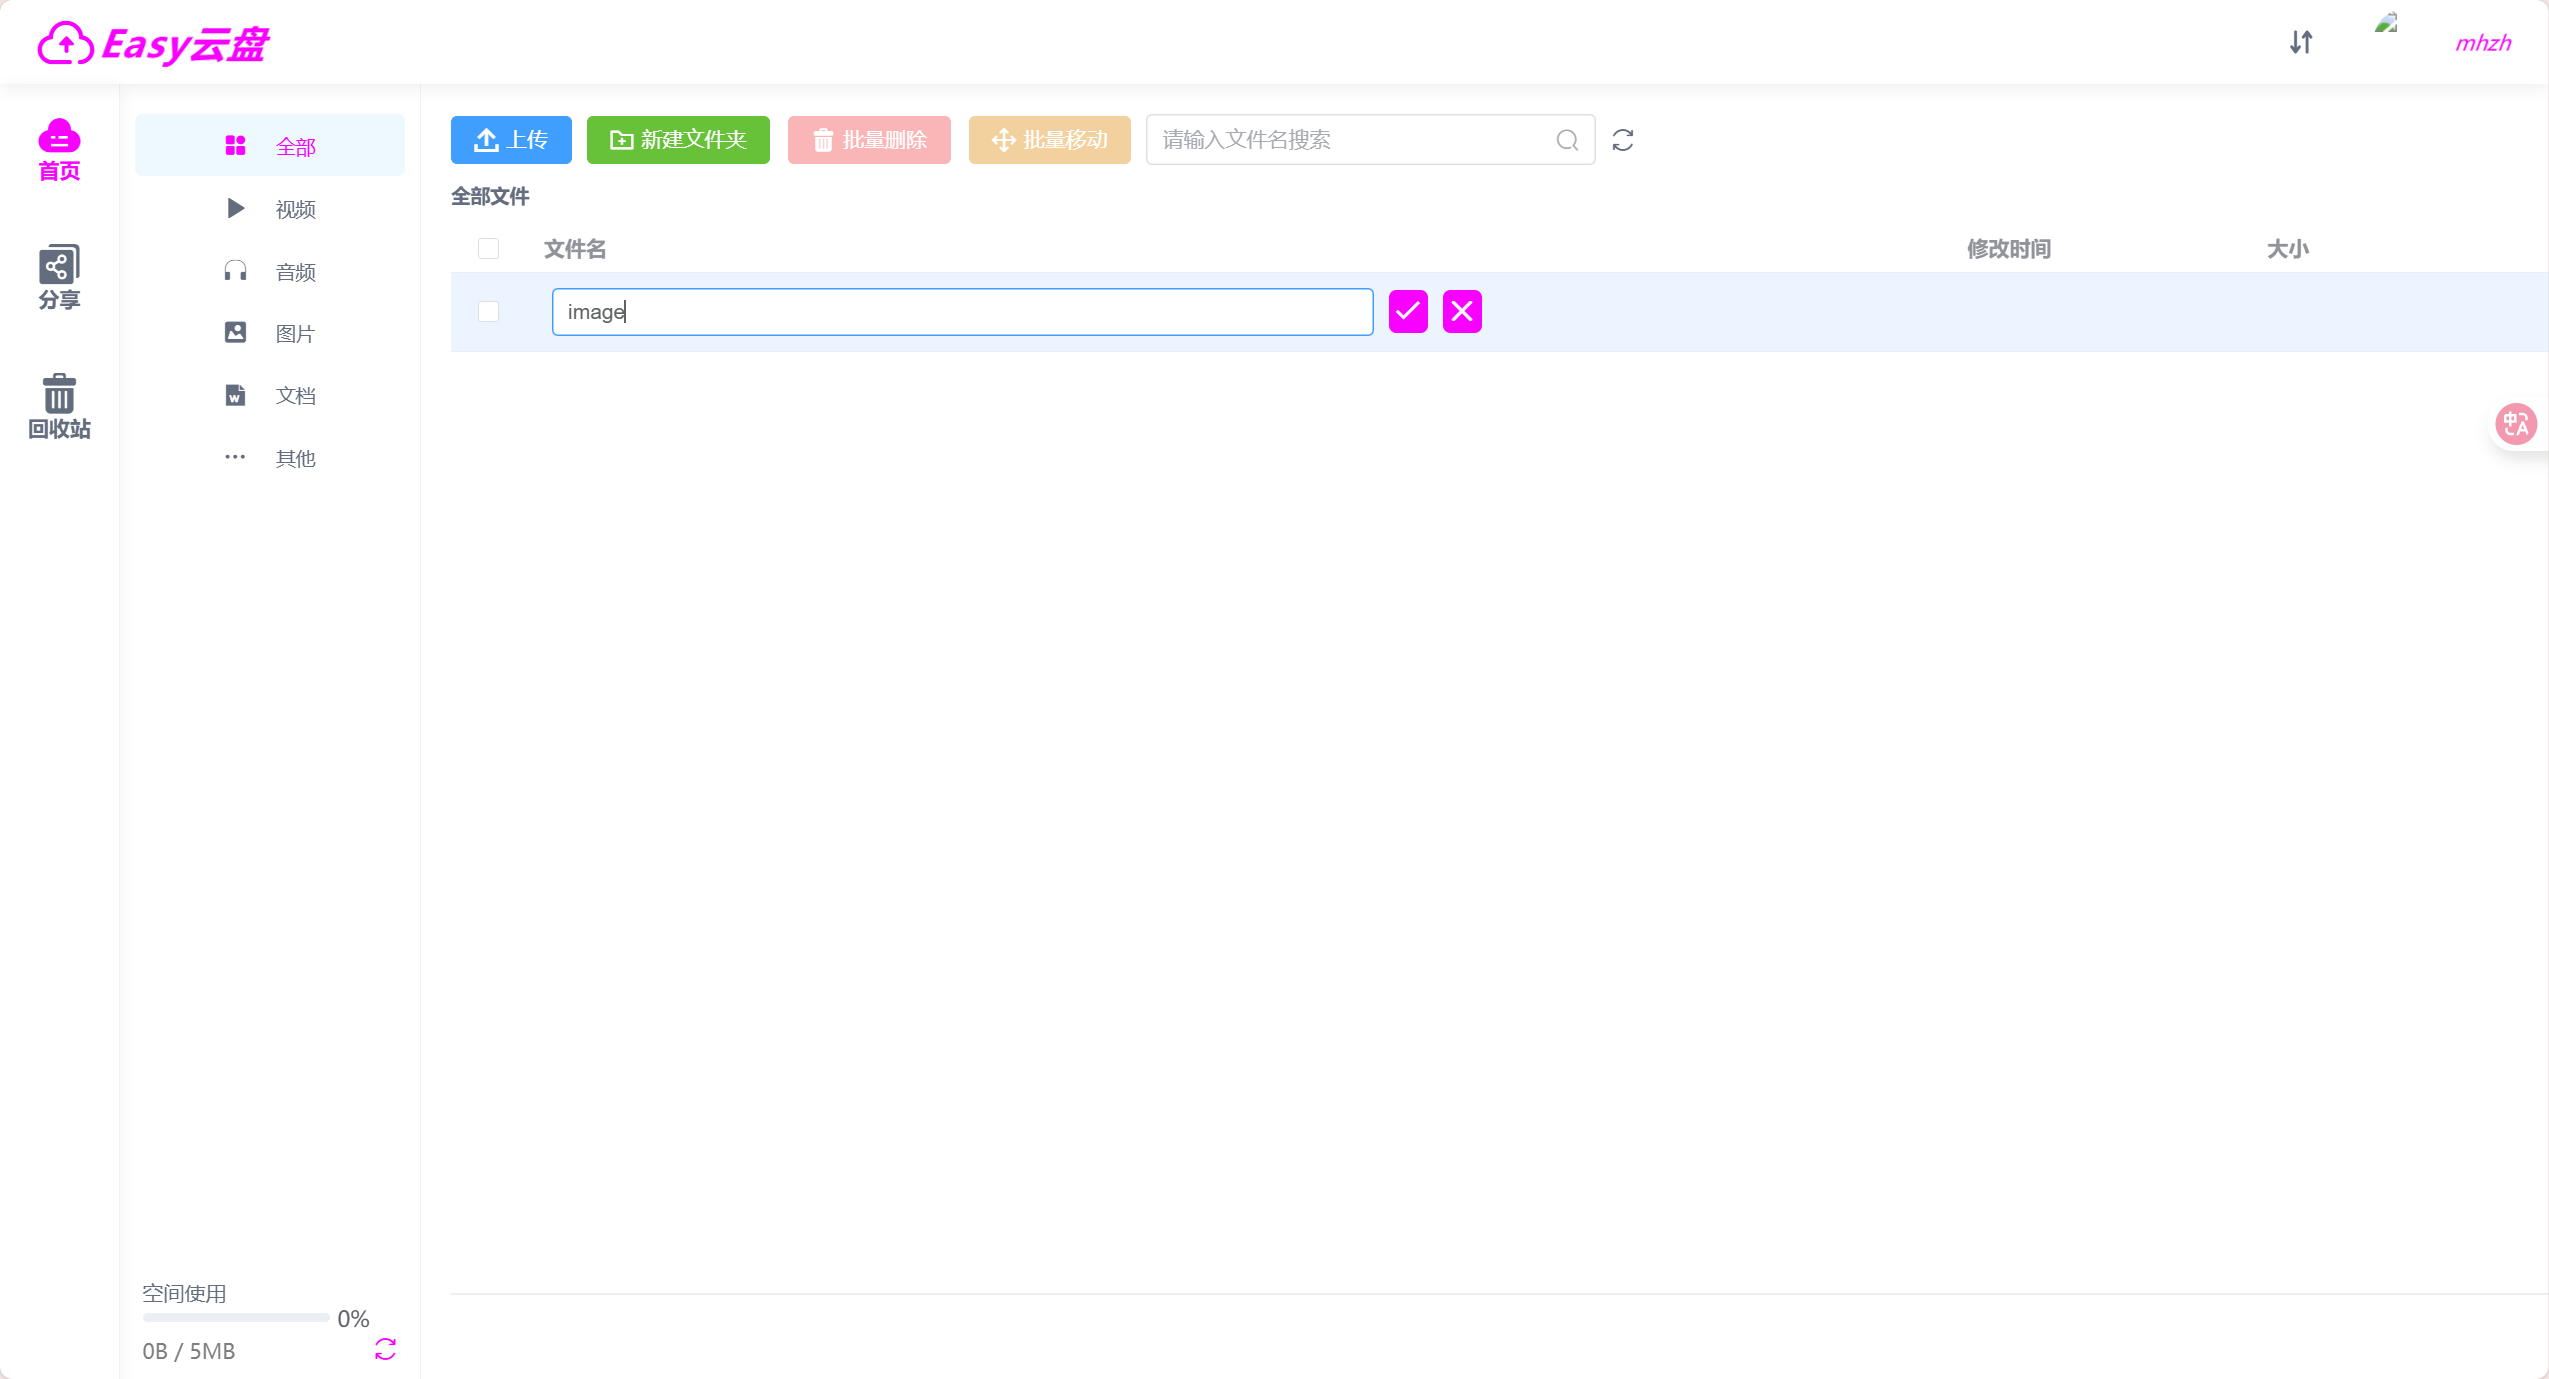 Easy云盘
mhzh
首页
分享
回收站
全部
视频
音频
图片
文档
其他
空间使用
0%
0B / 5MB
上传 新建文件夹 批量删除 批量移动 请输入文件名搜索
全部文件
文件名 修改时间 大小
image
中A